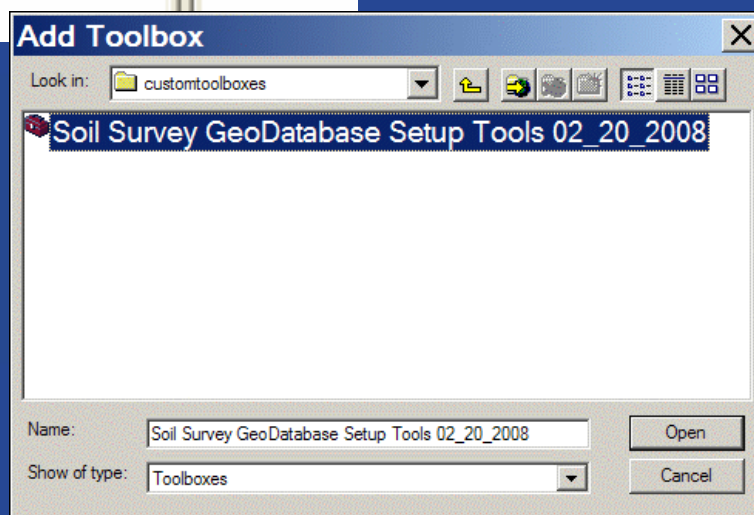 Add Toolbox
Look in: customtoolboxes
Soil Survey GeoDatabase Setup Tools 02_20_2008
Name: Soil Survey GeoDatabase Setup Tools 02_20_2008 Open
Show of type: Toolboxes Cancel